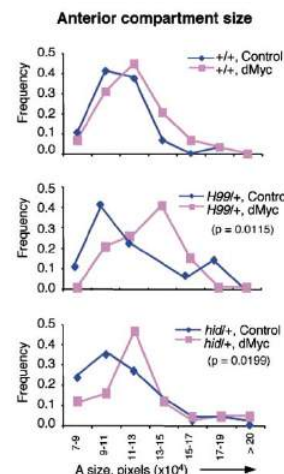 Anterior compartment size
Frequency
0.5
0.4
0.3
0.2
0.1
0.0
+/+, Control
+/+, dMyc
Frequency
0.5
0.4
0.3
0.2
0.1
0.0
H99/+, Control
H99/+, dMyc
(p = 0.0115)
Frequency
0.5
0.4
0.3
0.2
0.1
0.0
hid/+, Control
hid/+, dMyc
(p = 0.0199)
7-9
9-11
11-13
13-15
15-17
17-19
> 20
A size, pixels (x10⁴)